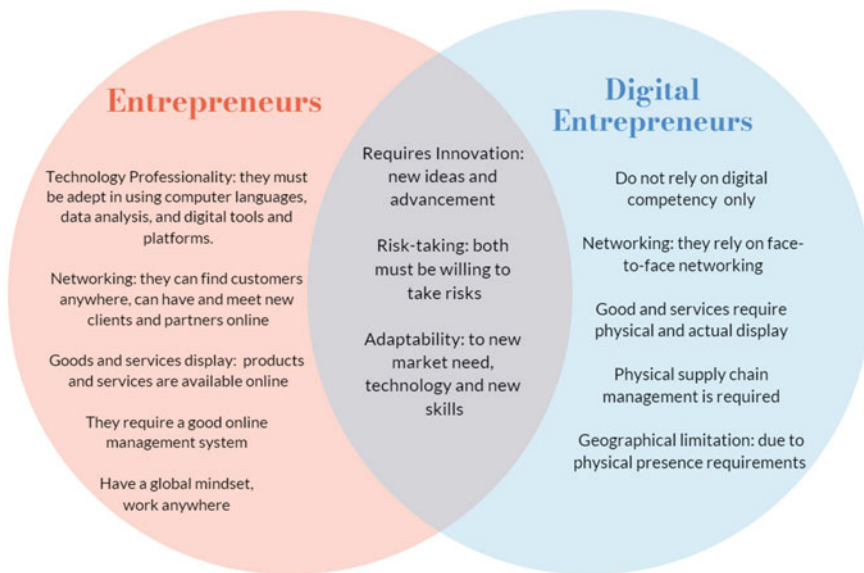 Entrepreneurs
Technology Professionality: they must
be adept in using computer languages,
data analysis, and digital tools and
platforms.
Networking: they can find customers
anywhere, can have and meet new
clients and partners online
Goods and services display: products
and services are available online
They require a good online
management system
Have a global mindset,
work anywhere
Requires Innovation:
new ideas and
advancement
Risk-taking: both
must be willing to
take risks
Adaptability: to new
market need,
technology and new
skills
Digital
Entrepreneurs
Do not rely on digital
competency only
Networking: they rely on face-
to-face networking
Good and services require
physical and actual display
Physical supply chain
management is required
Geographical limitation: due to
physical presence requirements